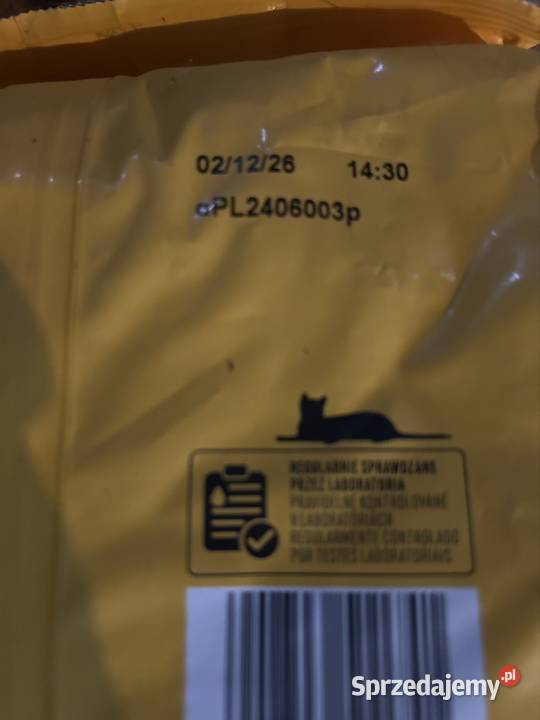 02/12/26 14:30
αPL2406003p
REGULARNIE SPRAWDZANE
PRZEZ LABORATORIA
PRAVIDELNE KONTROLOVANÉ
V LABORATÓRIÁCH
REGULARMENTE CONTROLADO
POR TESTES LABORATORIAIS
Sprzedajemy.pl